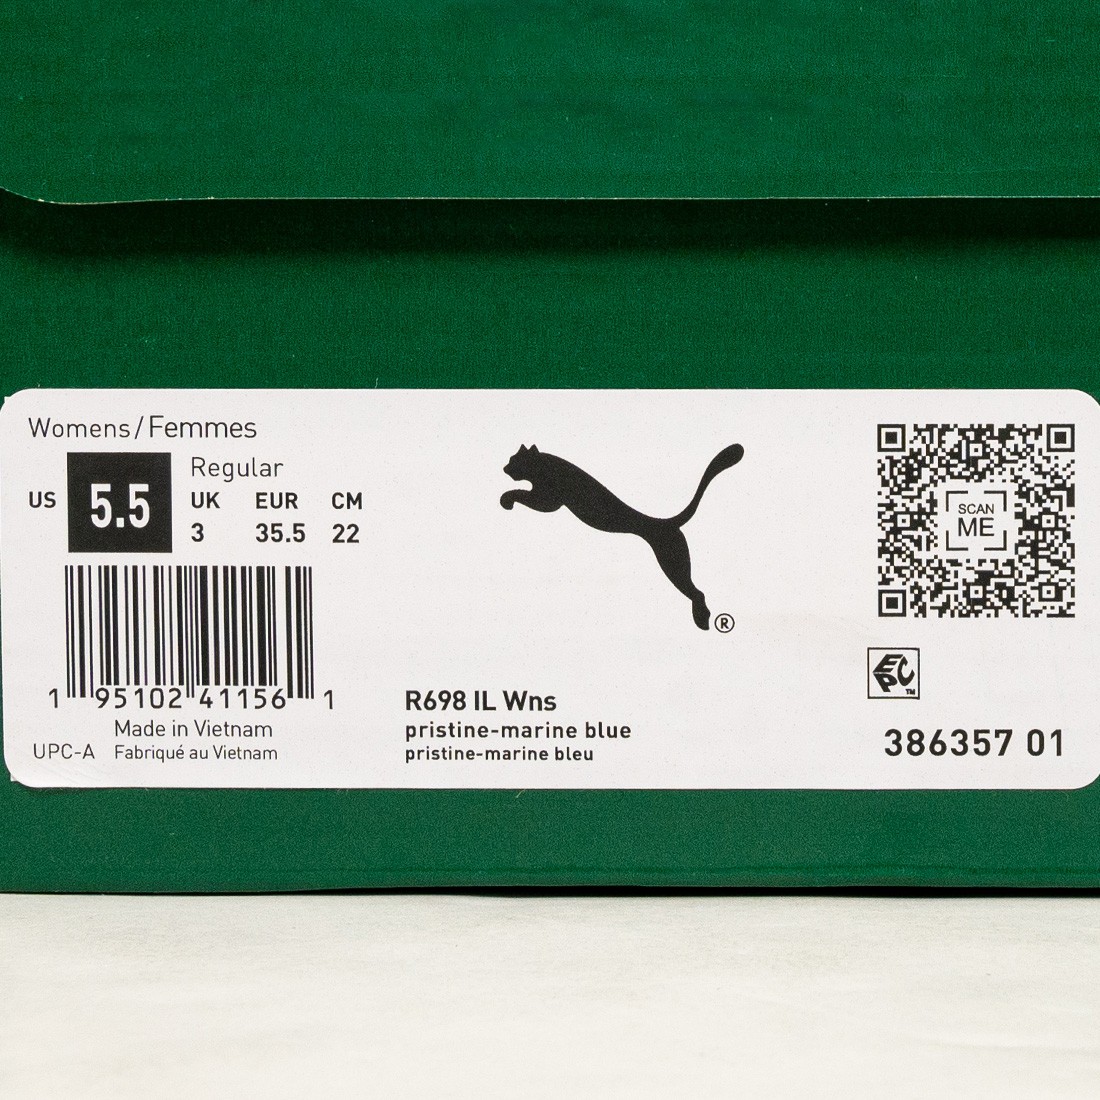 Womens/Femmes
Regular
US 5.5 UK EUR CM
3 35.5 22
1 95102 41156 1
Made in Vietnam
UPC-A Fabriqué au Vietnam
®
R698 IL Wns
pristine-marine blue
pristine-marine bleu
SCAN
ME
EPC™
386357 01